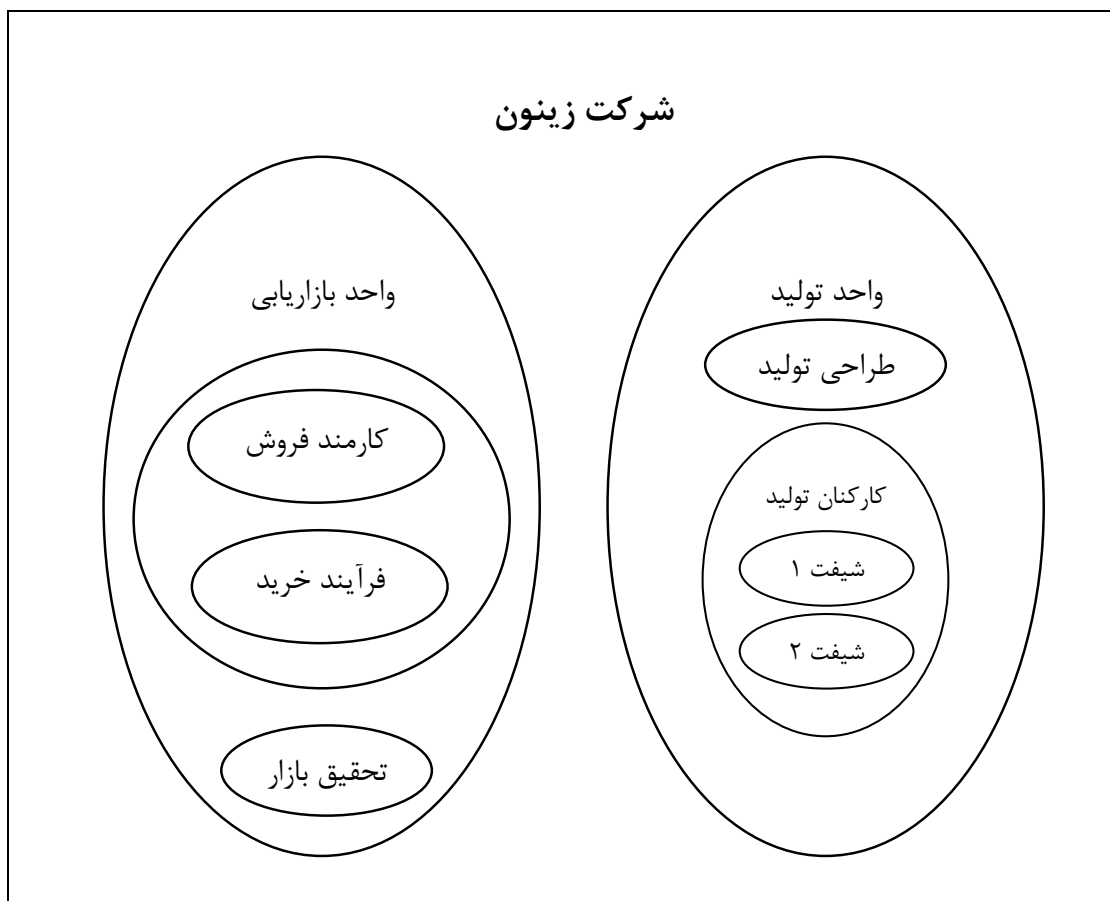 شرکت زینون
واحد تولید
طراحی تولید
کارکنان تولید
شیفت ۱
شیفت ۲
واحد بازاریابی
کارمند فروش
فرآیند خرید
تحقیق بازار